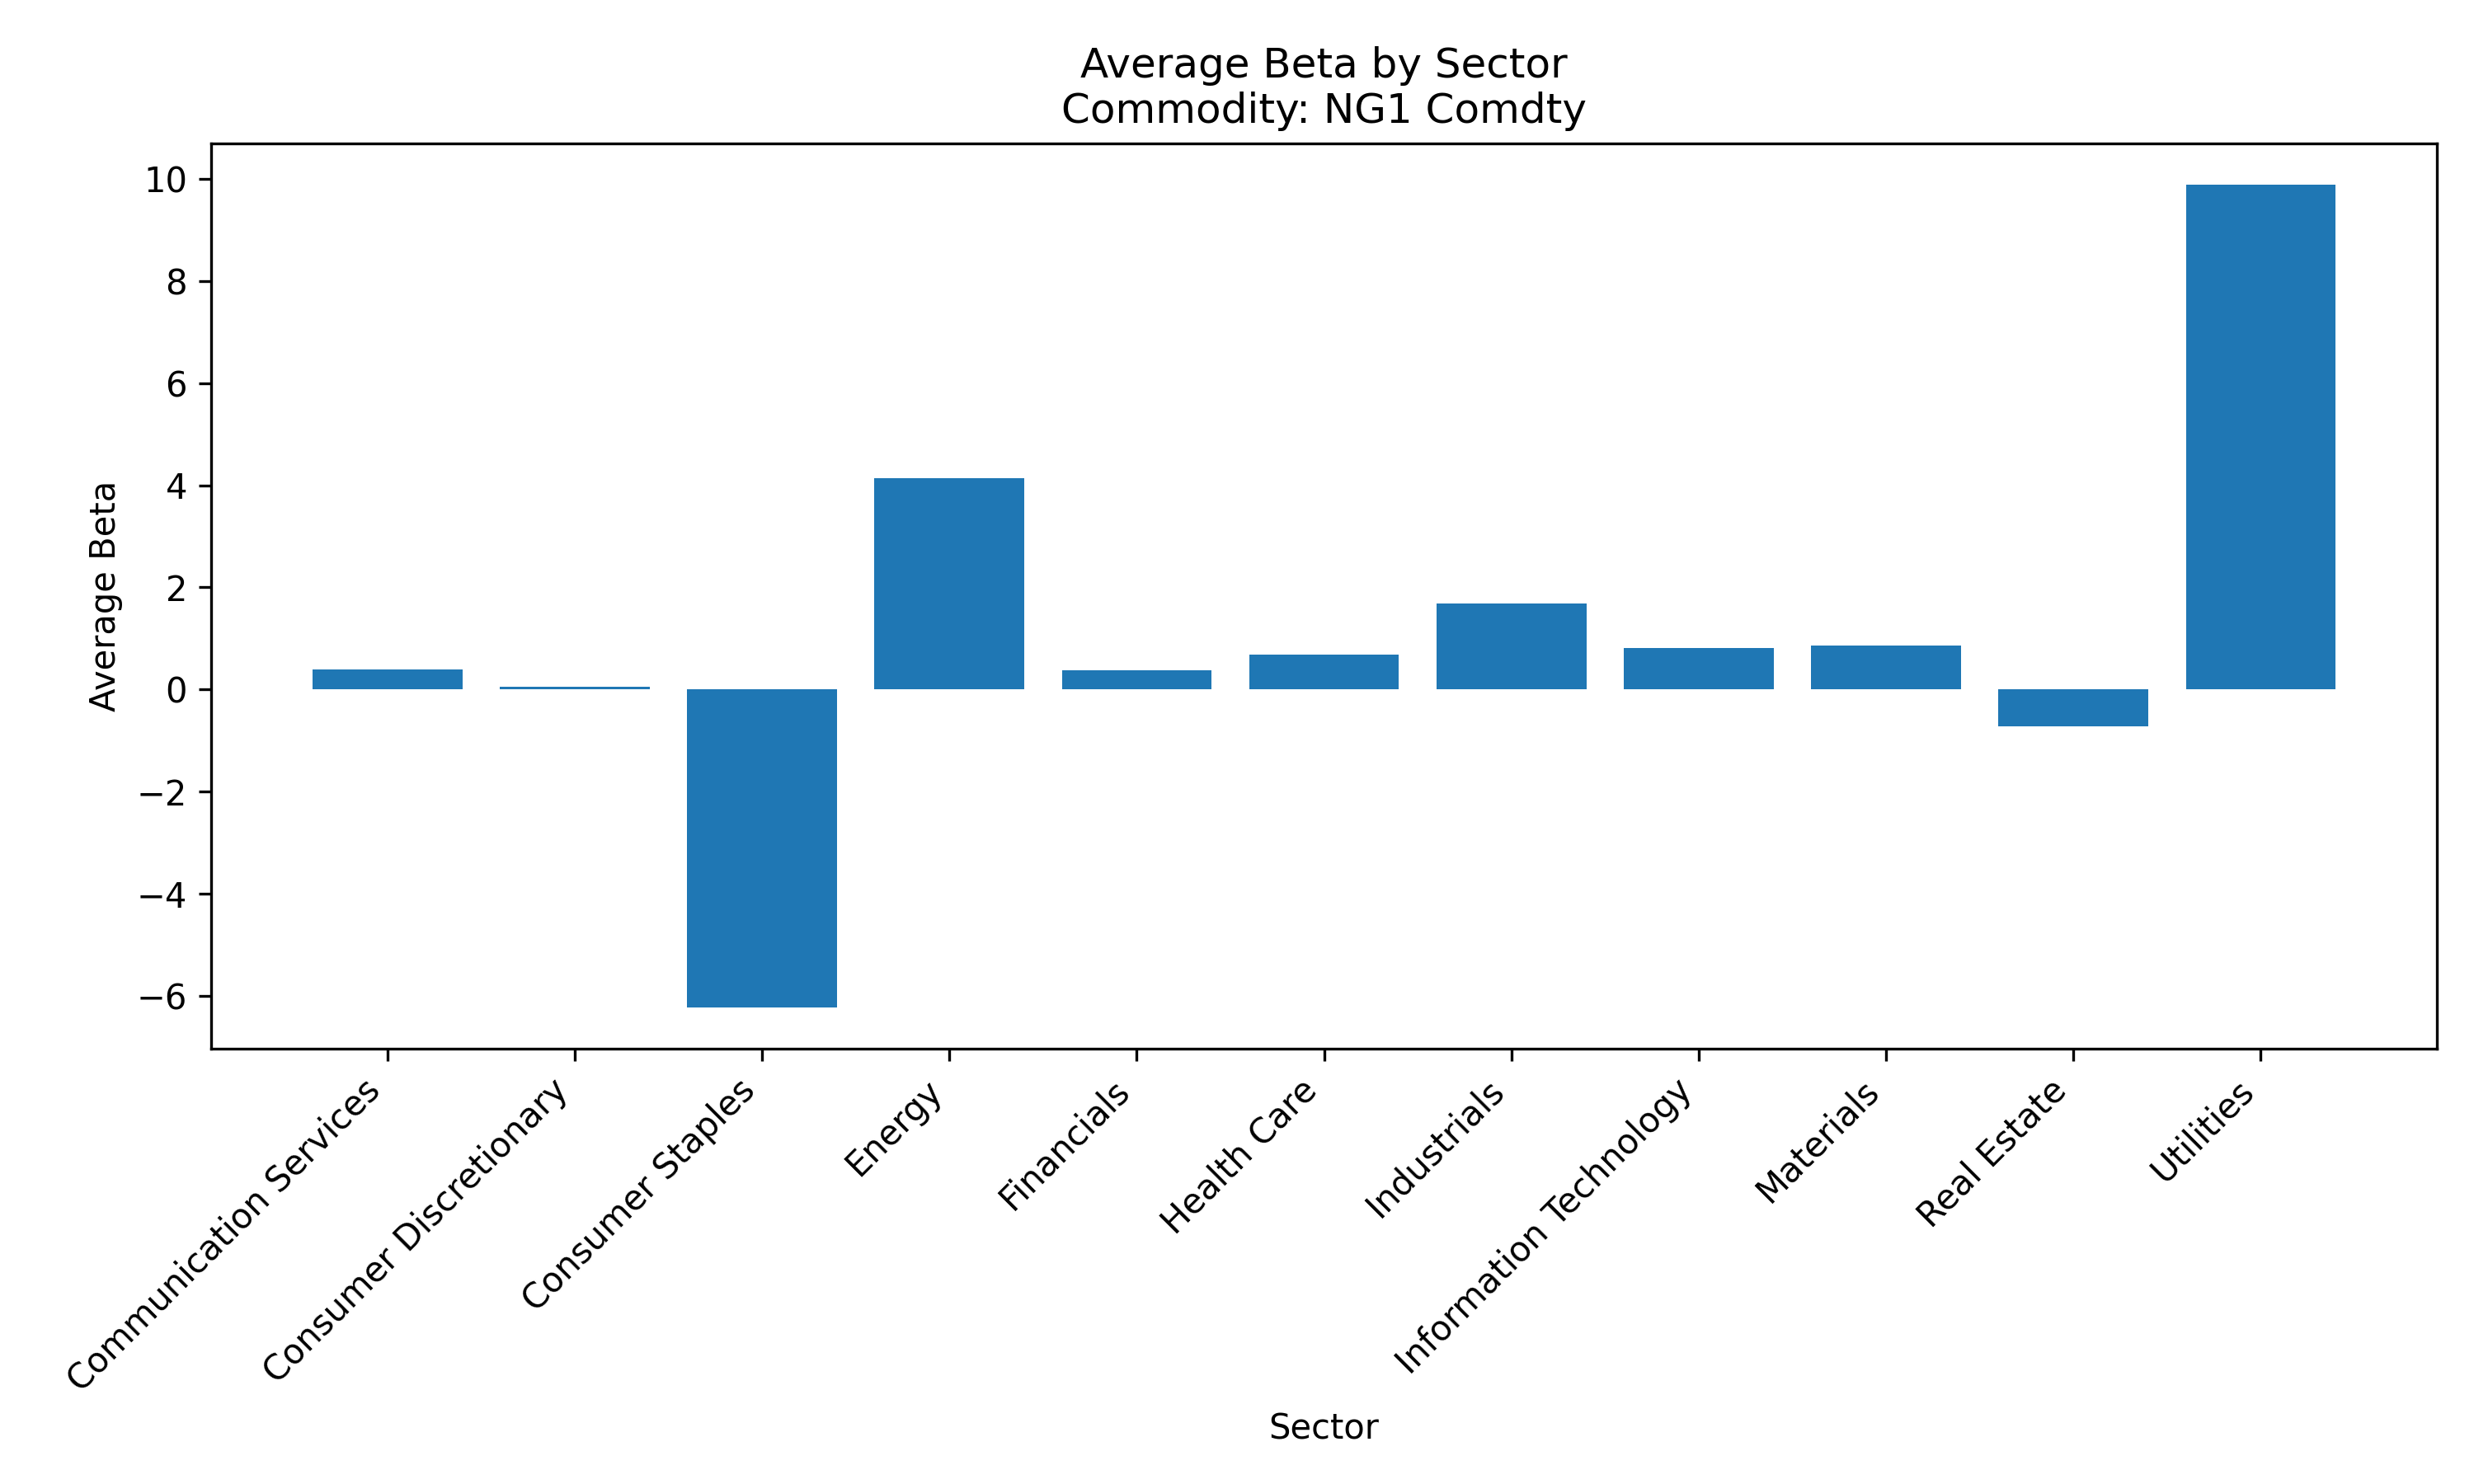 Average Beta by Sector
Commodity: NG1 Comdty
10
8
6
4
2
0
−2
−4
−6
Average Beta
Communication Services
Consumer Discretionary
Consumer Staples
Energy
Financials
Health Care
Industrials
Information Technology
Materials
Real Estate
Utilities
Sector